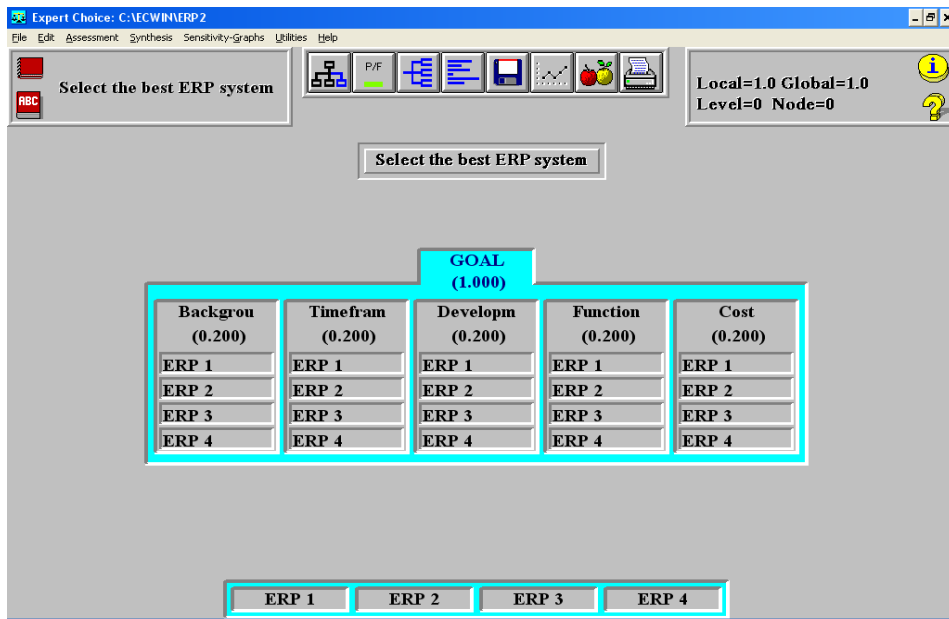 Expert Choice: C:\ECWIN\ERP2
File Edit Assessment Synthesis Sensitivity-Graphs Utilities Help
ABC
Select the best ERP system
P/F
Local=1.0 Global=1.0
Level=0 Node=0
i
?
Select the best ERP system
GOAL
(1.000)
Backgrou Timefram Developm Function Cost
(0.200) (0.200) (0.200) (0.200) (0.200)
ERP 1 ERP 1 ERP 1 ERP 1 ERP 1
ERP 2 ERP 2 ERP 2 ERP 2 ERP 2
ERP 3 ERP 3 ERP 3 ERP 3 ERP 3
ERP 4 ERP 4 ERP 4 ERP 4 ERP 4
ERP 1 ERP 2 ERP 3 ERP 4